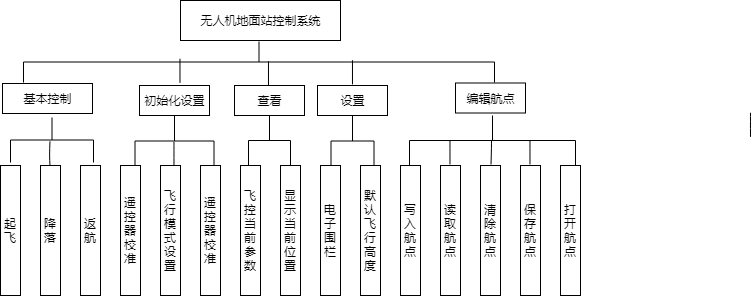 无人机地面站控制系统
基本控制
初始化设置
查看
设置
编辑航点
起飞
降落
返航
遥控器校准
飞行模式设置
遥控器校准
飞控当前参数
显示当前位置
电子围栏
默认飞行高度
写入航点
读取航点
清除航点
保存航点
打开航点